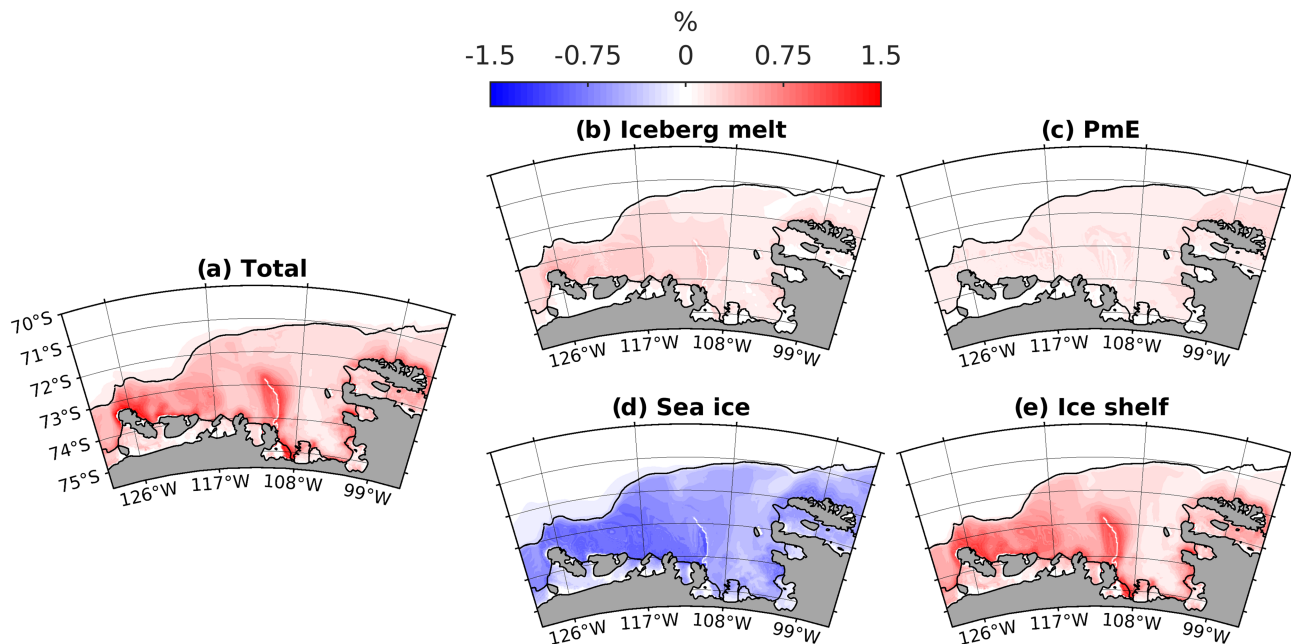 %
-1.5 -0.75 0 0.75 1.5
(b) Iceberg melt
(c) PmE
126°W 117°W 108°W 99°W
126°W 117°W 108°W 99°W
(a) Total
70°S
71°S
72°S
73°S
74°S
75°S
126°W 117°W 108°W 99°W
(d) Sea ice
(e) Ice shelf
126°W 117°W 108°W 99°W
126°W 117°W 108°W 99°W